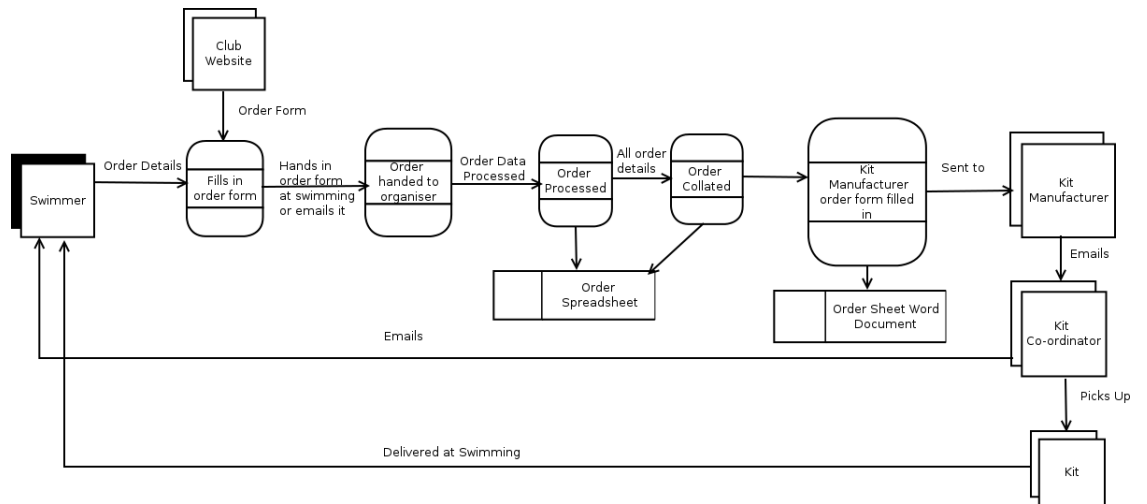 Club
Website
Order Form
Order Details
Swimmer
Fills in
order form
Hands in
order form
at swimming
or emails it
Order
handed to
organiser
Order Data
Processed
Order
Processed
All order
details
Order
Collated
Kit
Manufacturer
order form filled
in
Sent to
Kit
Manufacturer
Order
Spreadsheet
Order Sheet Word
Document
Emails
Kit
Co-ordinator
Emails
Picks Up
Delivered at Swimming
Kit